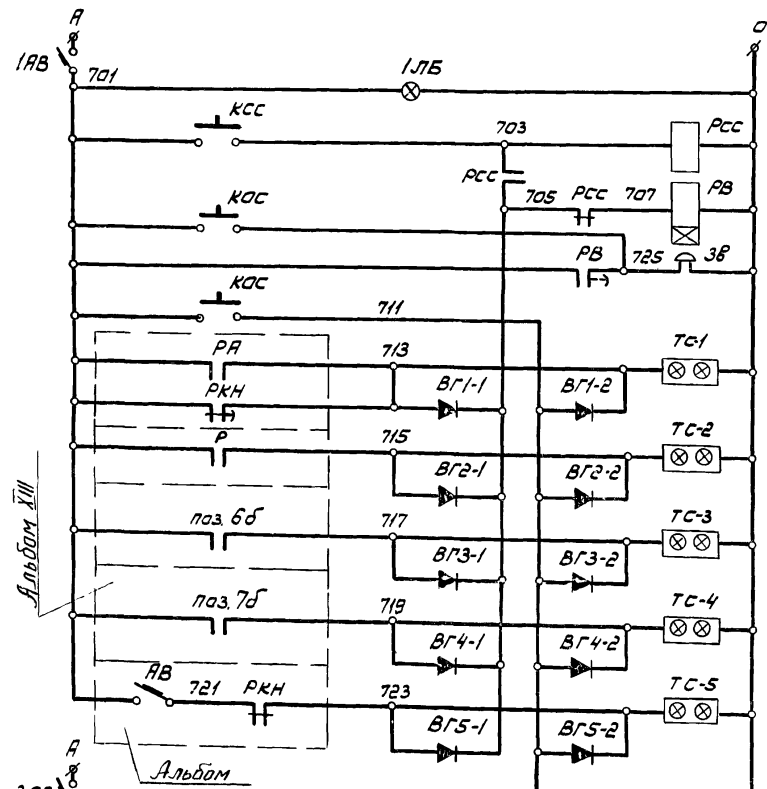 А О
1АВ 701 1ЛБ
КСС 703 РСС
РСС 705 РСС 707 РВ
КОС
РВ 725 ЗВ
КОС 711
РА 713 ТС-1
РКН ВГ1-1 ВГ1-2
Р 715 ТС-2
ВГ2-1 ВГ2-2
поз. 6б 717 ТС-3
ВГ3-1 ВГ3-2
поз. 7б 719 ТС-4
ВГ4-1 ВГ4-2
АВ 721 РКН 723 ТС-5
ВГ5-1 ВГ5-2
Альбом XIII
Альбом
А